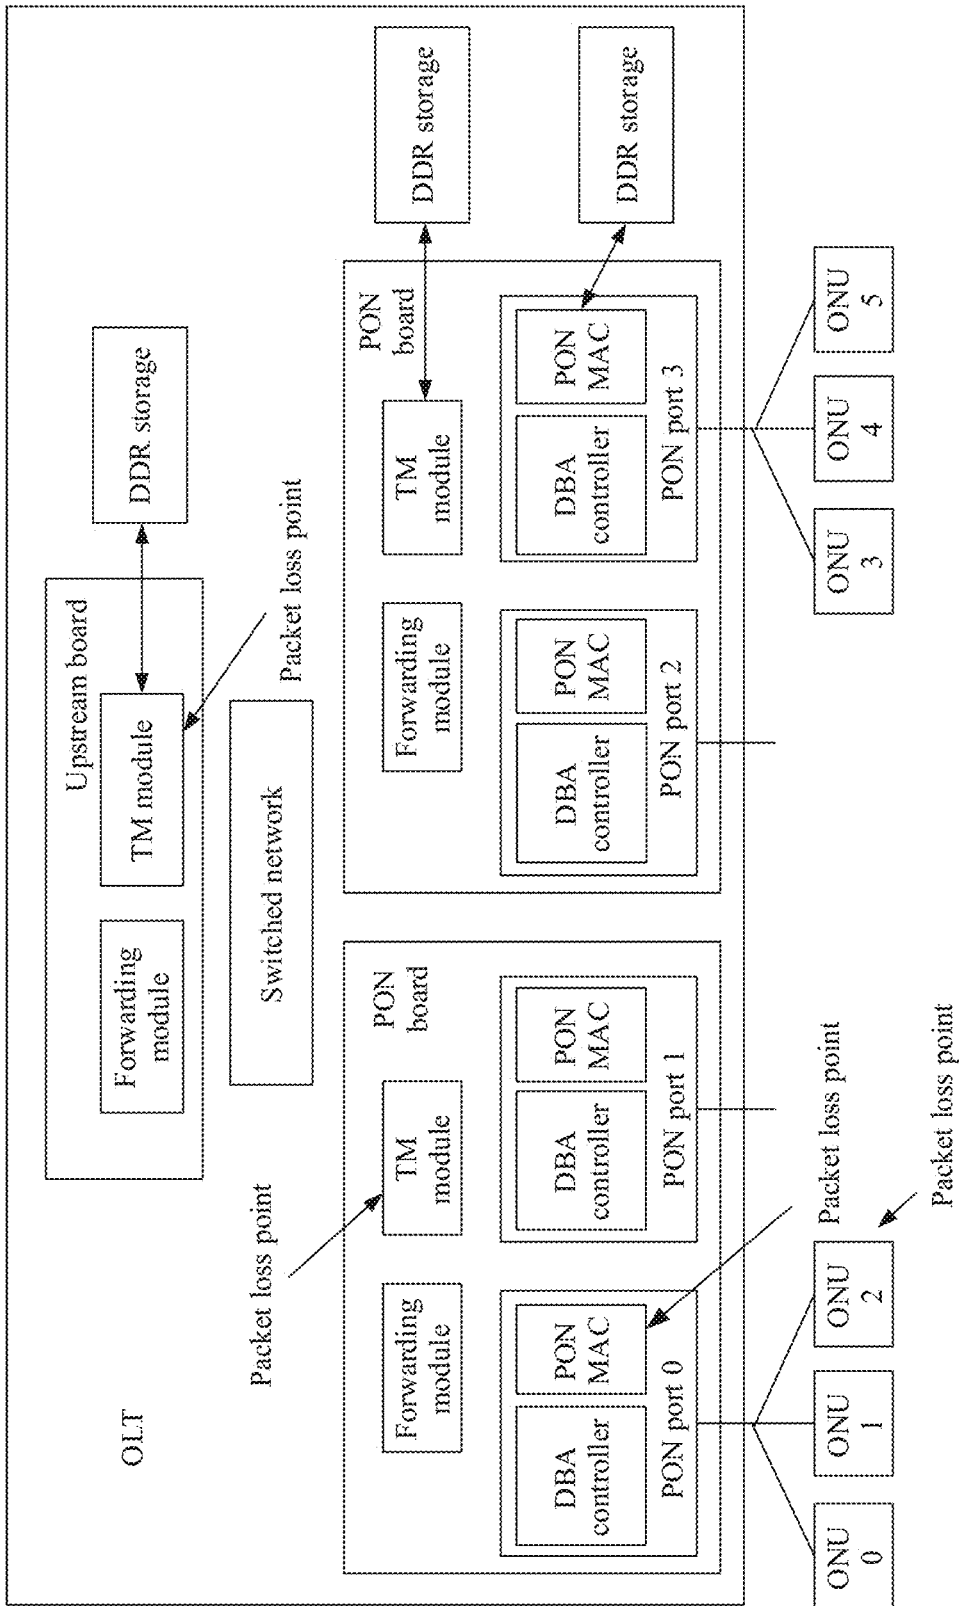 OLT
Upstream board
Forwarding
module
TM module
DDR storage
Packet loss point
Switched network
Packet loss point
PON
board
Forwarding
module
TM
module
DBA
controller
PON
MAC
PON port 0
DBA
controller
PON
MAC
PON port 1
PON
board
Forwarding
module
TM
module
DDR storage
DBA
controller
PON
MAC
PON port 2
DBA
controller
PON
MAC
PON port 3
DDR storage
Packet loss point
ONU
0
ONU
1
ONU
2
Packet loss point
ONU
3
ONU
4
ONU
5